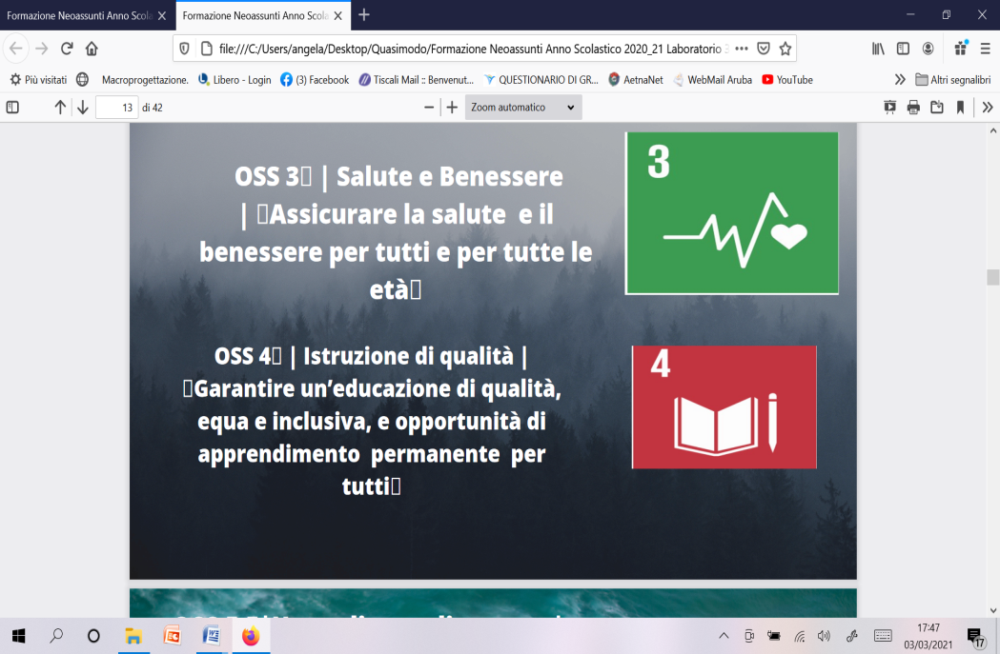 Formazione Neoassunti Anno Scola
Formazione Neoassunti Anno Scola
file:///C:/Users/angela/Desktop/Quasimodo/Formazione Neoassunti Anno Scolastico 2020_21 Laboratorio 3
Più visitati Macroprogettazione. Libero - Login (3) Facebook Tiscali Mail :: Benvenut... QUESTIONARIO DI GR... AetnaNet WebMail Aruba YouTube Altri segnalibri
13 di 42 Zoom automatico
OSS 3 | Salute e Benessere
| Assicurare la salute e il
benessere per tutti e per tutte le
età
3
OSS 4 | Istruzione di qualità |
Garantire un’educazione di qualità,
equa e inclusiva, e opportunità di
apprendimento permanente per
tutti
4
17:47
03/03/2021
17